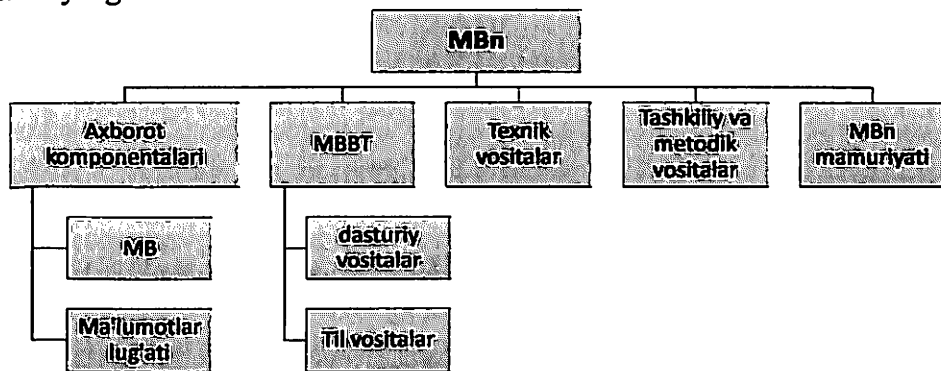 MBn
Axborot
komponentalari
MBBT
Texnik
vositalar
Tashkiliy va
metodik
vositalar
MBn
mamuriyati
MB
Ma'lumotlar
lug'ati
dasturiy
vositalar
Til vositalar